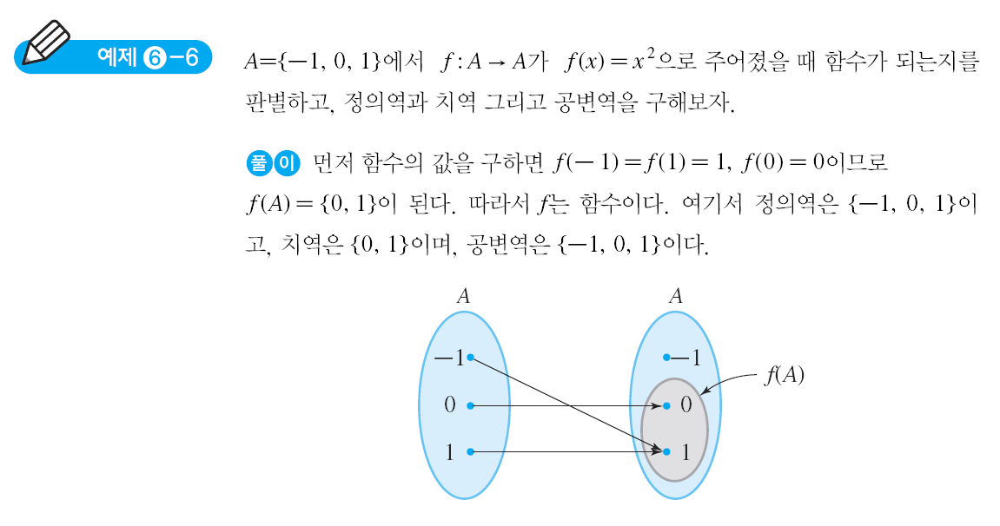 예제 6-6
A={-1, 0, 1}에서 f : A → A가 f(x) = x²으로 주어졌을 때 함수가 되는지를
판별하고, 정의역과 치역 그리고 공변역을 구해보자.
풀이 먼저 함수의 값을 구하면 f(-1) = f(1) = 1, f(0) = 0이므로
f(A) = {0, 1}이 된다. 따라서 f는 함수이다. 여기서 정의역은 {-1, 0, 1}이
고, 치역은 {0, 1}이며, 공변역은 {-1, 0, 1}이다.
A A
-1 -1
f(A)
0 0
1 1